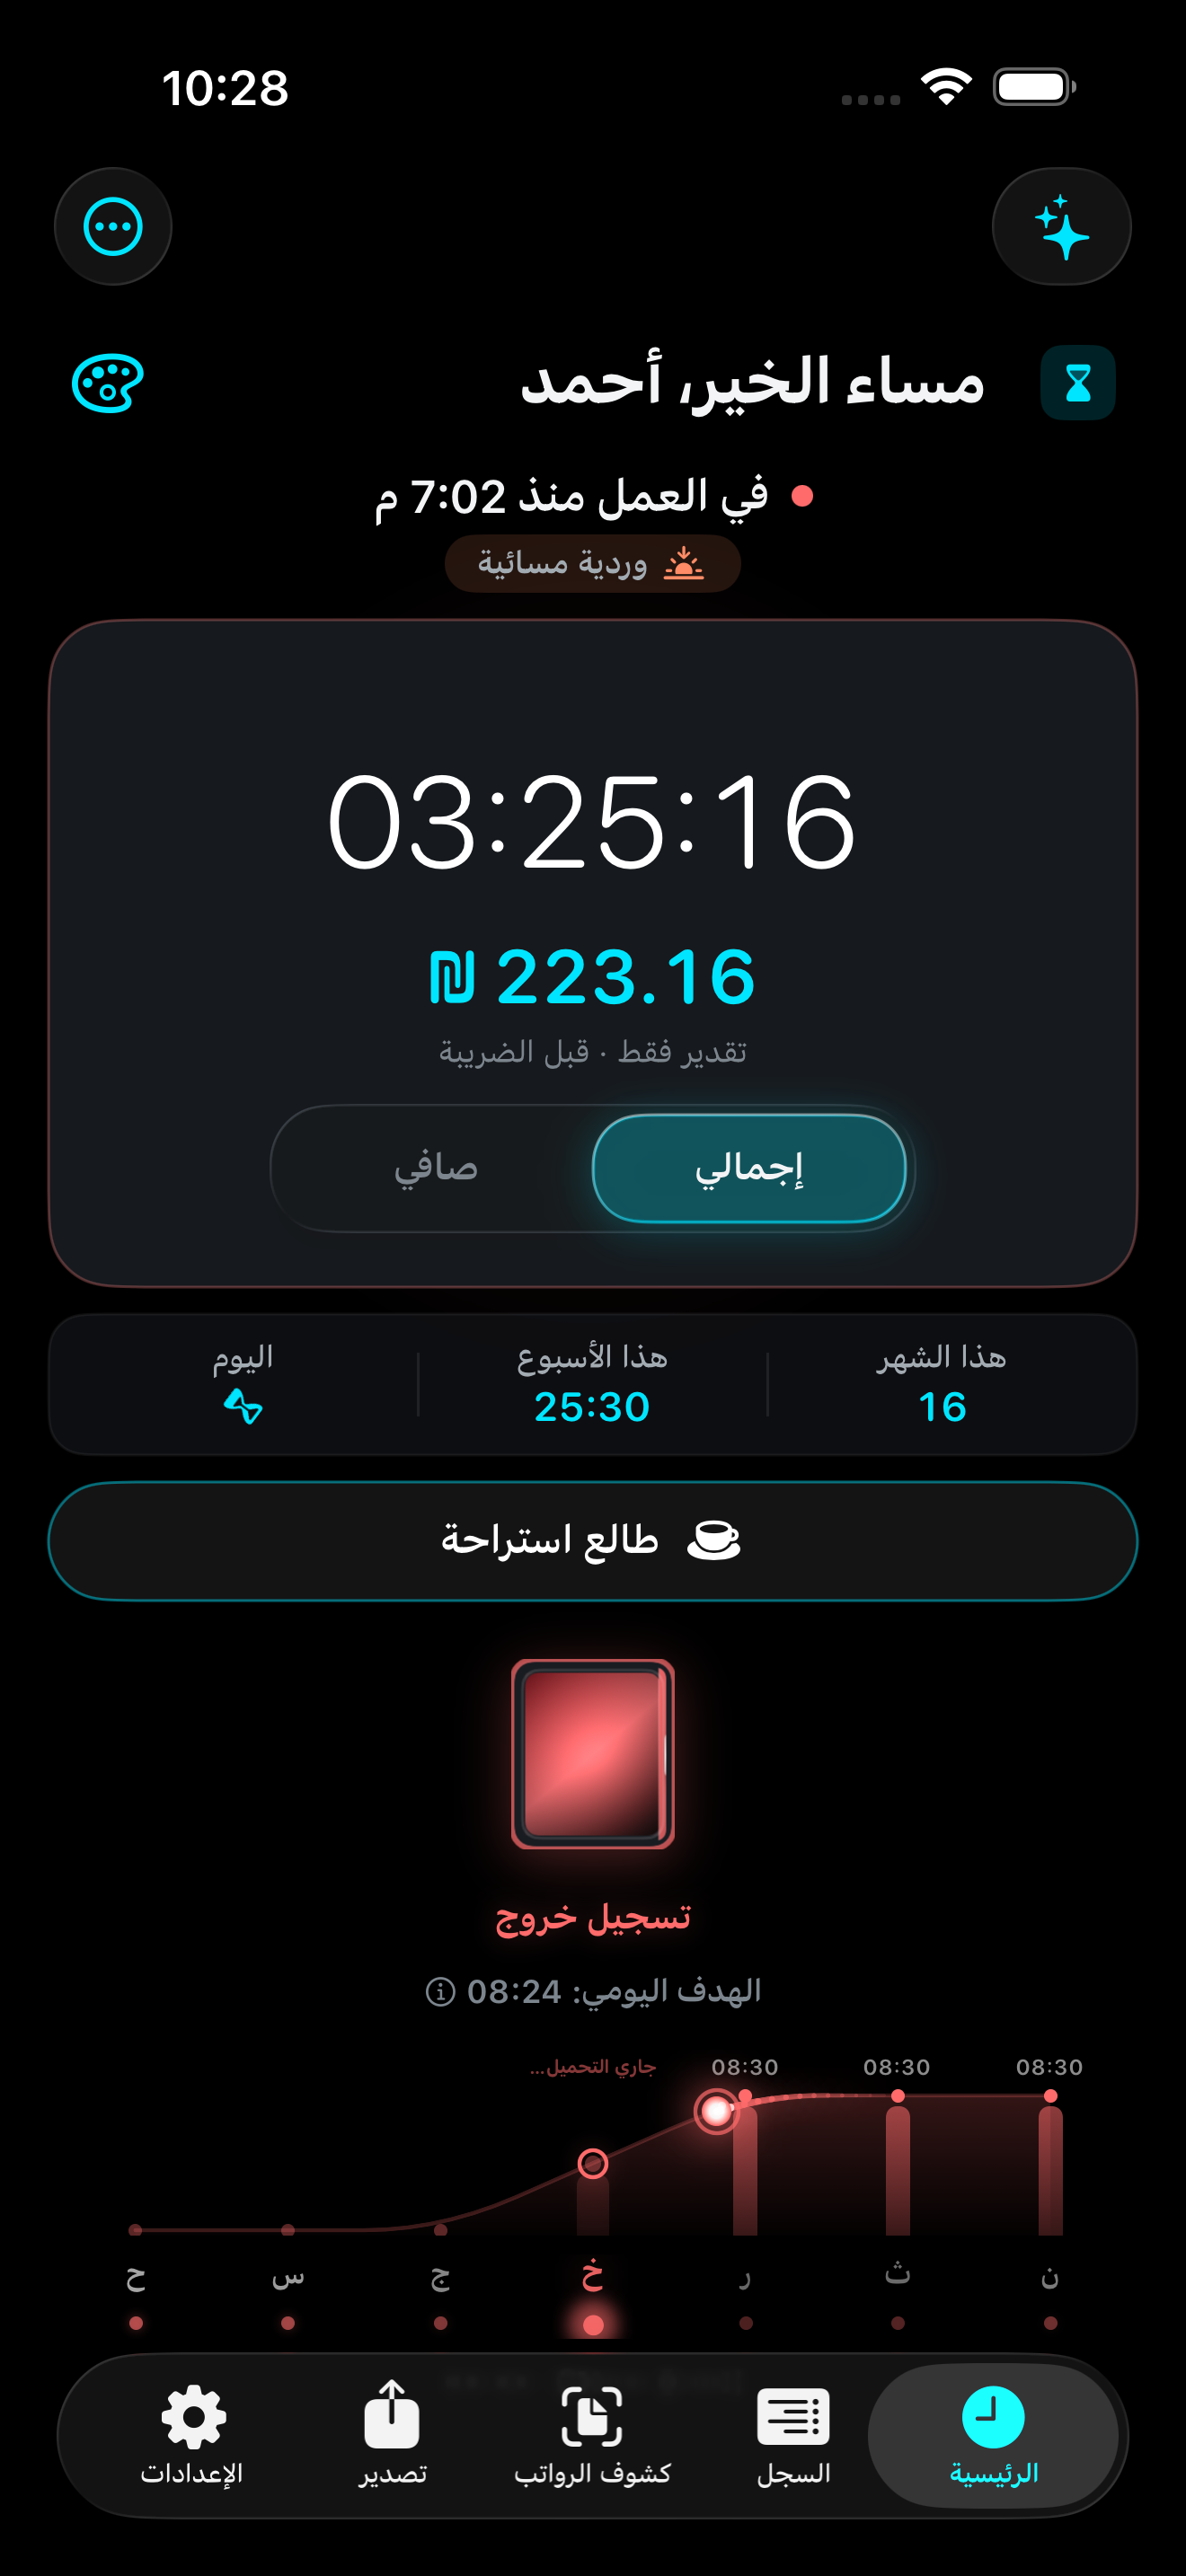 10:28
مساء الخير، أحمد
في العمل منذ 7:02 م
وردية مسائية
03:25:16
223.16 ₪
تقدير فقط · قبل الضريبة
إجمالي
صافي
هذا الشهر
16
هذا الأسبوع
25:30
اليوم
طالع استراحة
تسجيل خروج
الهدف اليومي: 08:24
08:30
08:30
08:30
جاري التحميل...
ن ث ر خ ج س ح
الرئيسية
السجل
كشوف الرواتب
تصدير
الإعدادات